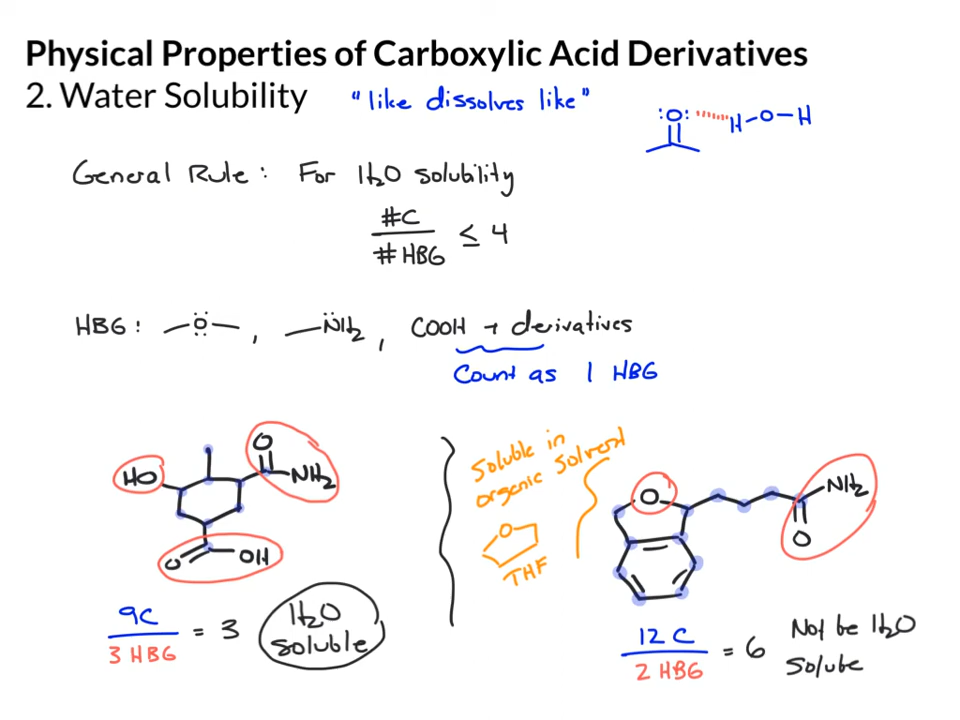 Physical Properties of Carboxylic Acid Derivatives
2. Water Solubility "like dissolves like"
:O: H-O-H
General Rule: For H2O solubility
#C
# HBG
≤ 4
HBG: -O-, -NH2, COOH + derivatives
Count as 1 HBG
HO O NH2
O OH
9C
3 HBG
= 3
H2O
soluble
Soluble in
organic solvent
O
THF
O NH2
O
12 C
2 HBG
= 6
Not be H2O
Solube